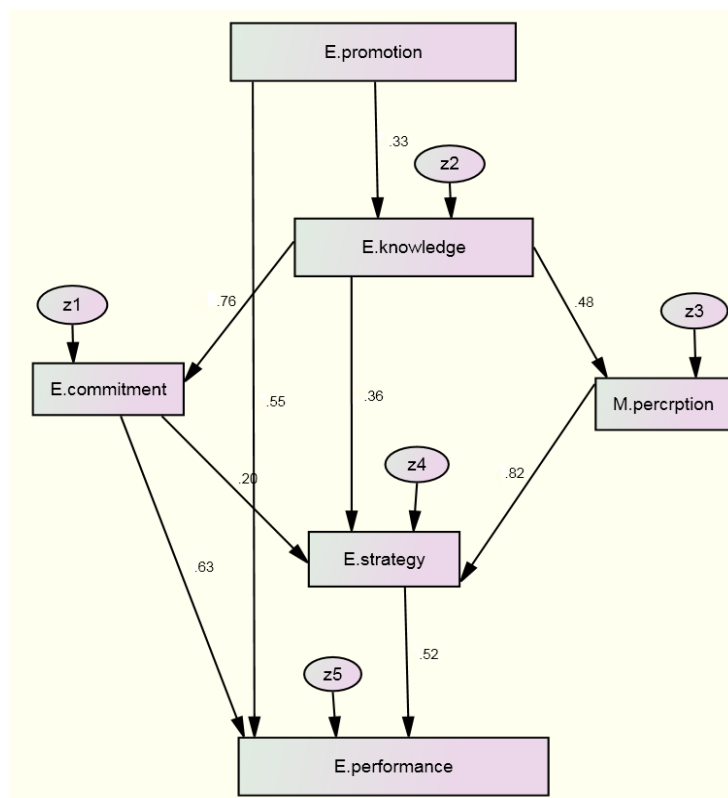 E.promotion
.33
z2
E.knowledge
.76
.48
z1
z3
E.commitment
.55
.36
M.percrption
.20
z4
.82
E.strategy
.63
.52
z5
E.performance